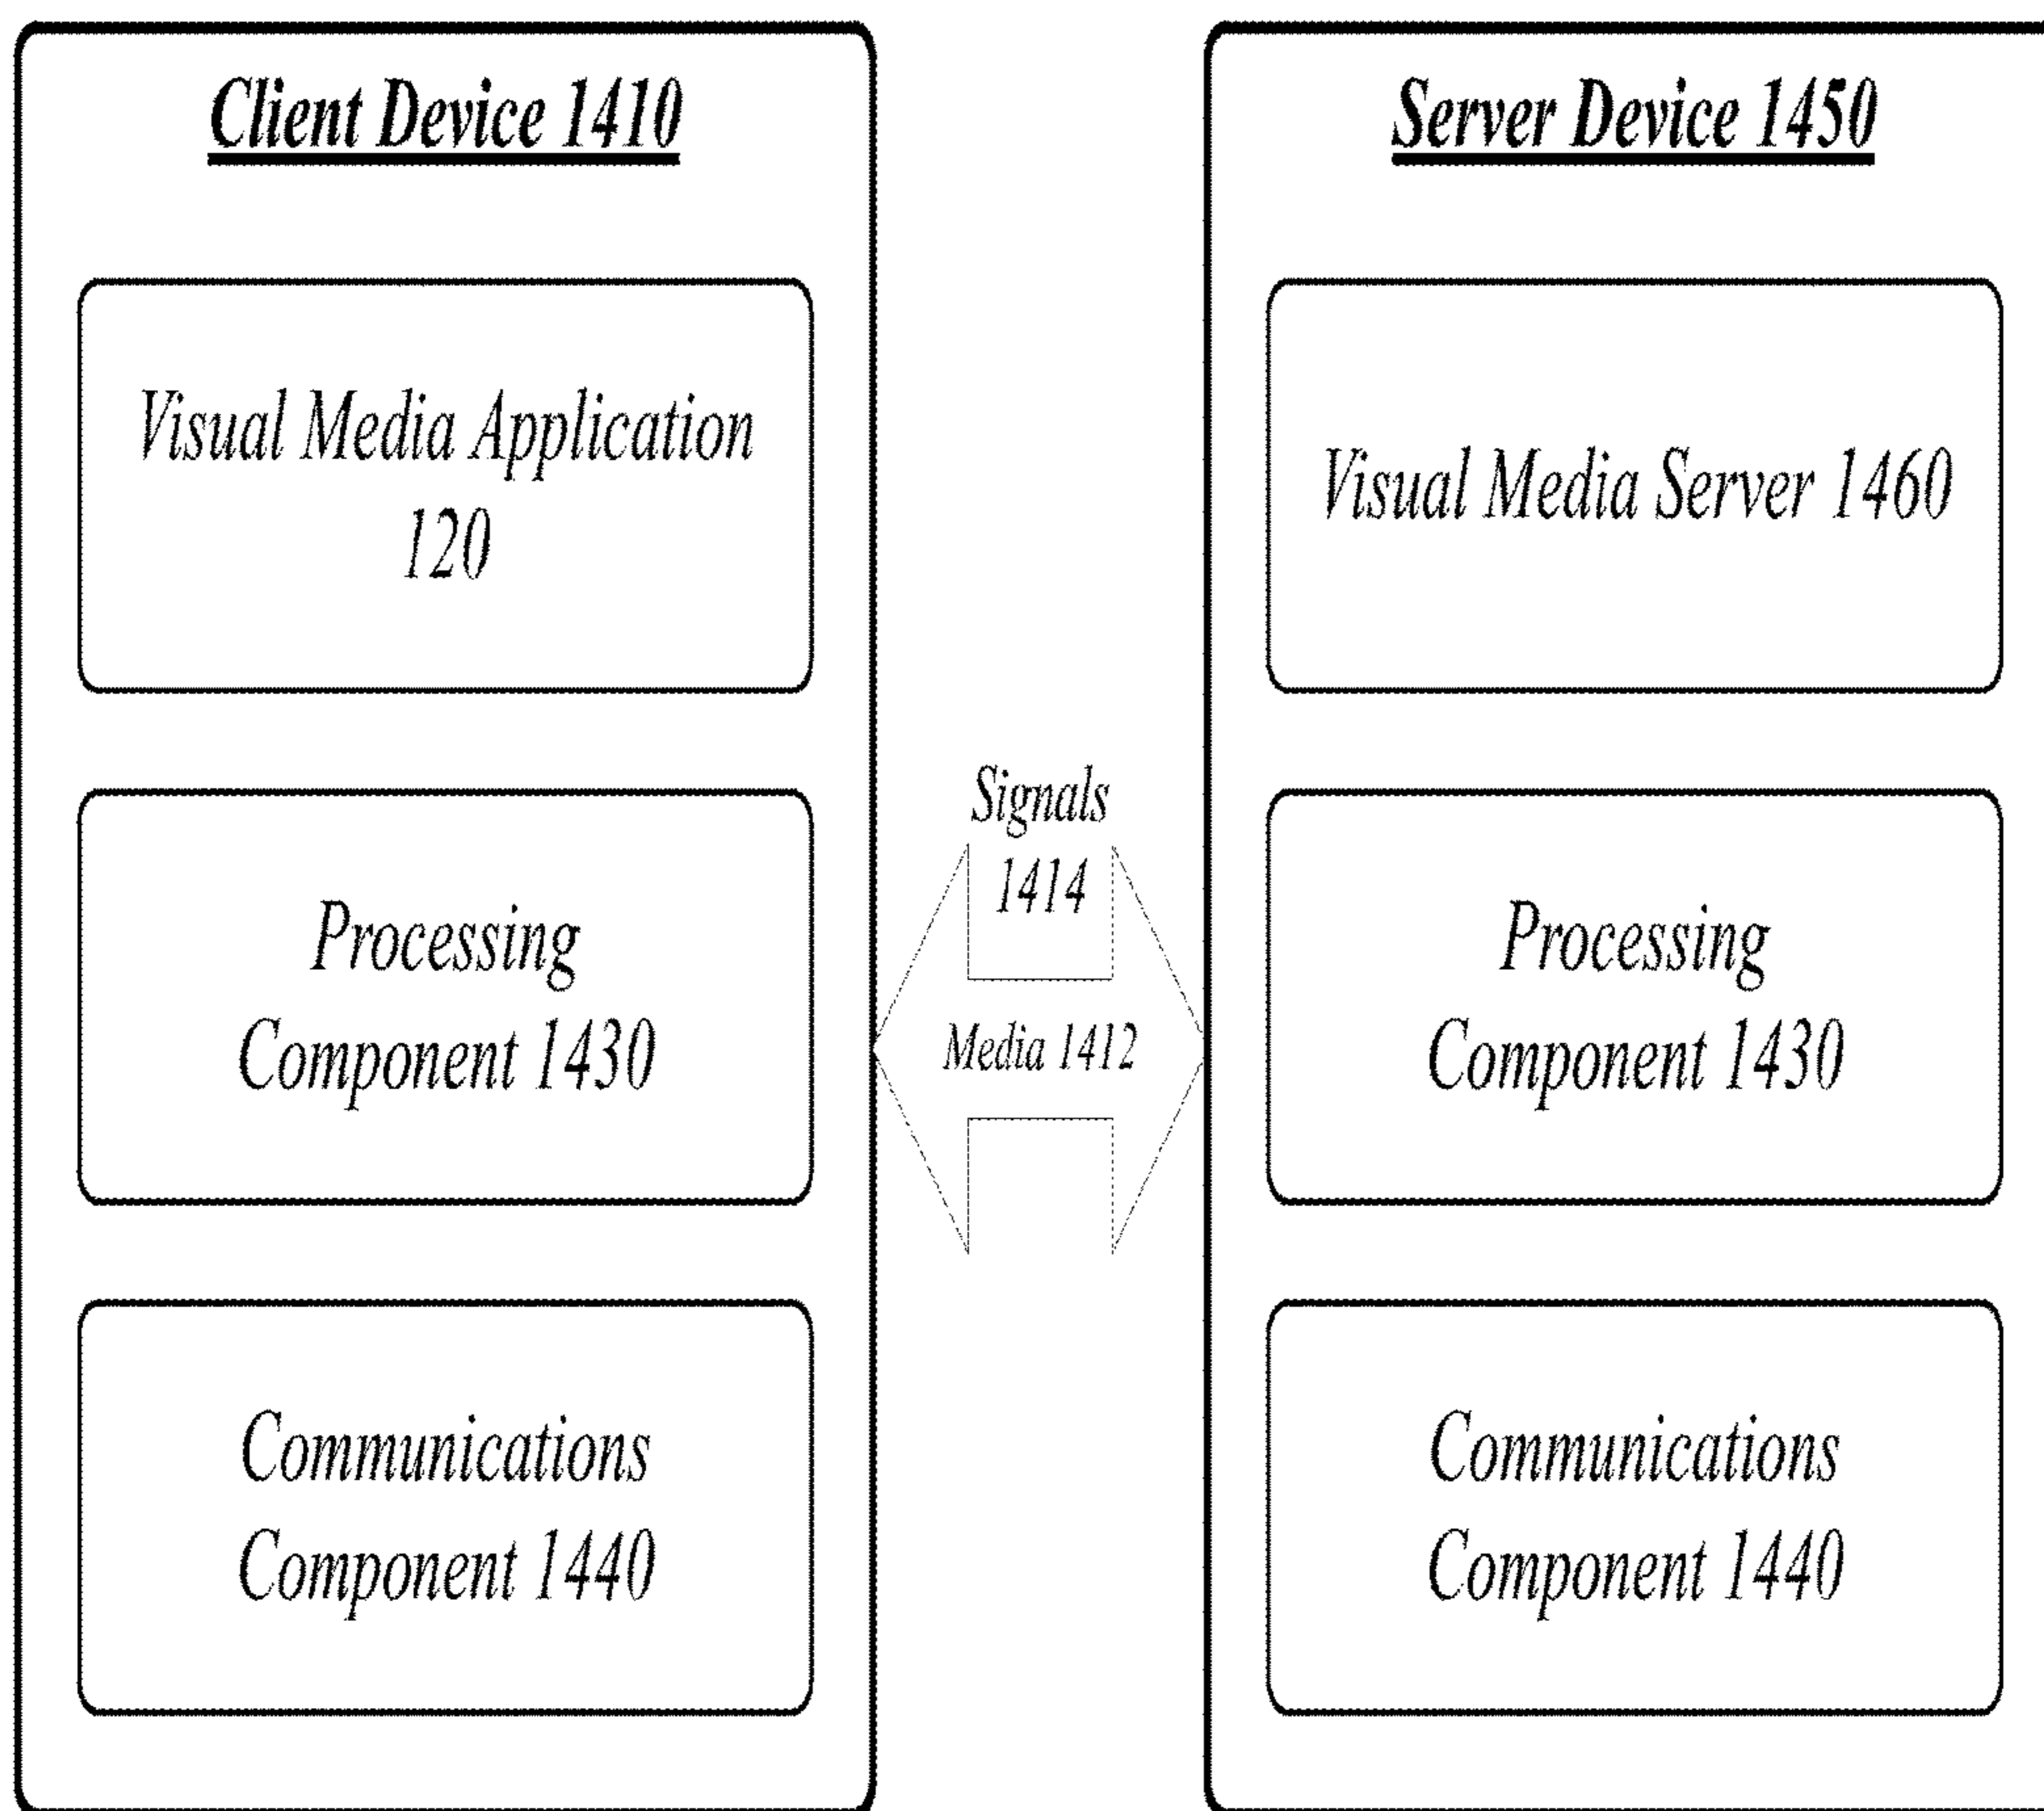 Client Device 1410
Visual Media Application
120
Processing
Component 1430
Communications
Component 1440
Signals
1414
Media 1412
Server Device 1450
Visual Media Server 1460
Processing
Component 1430
Communications
Component 1440